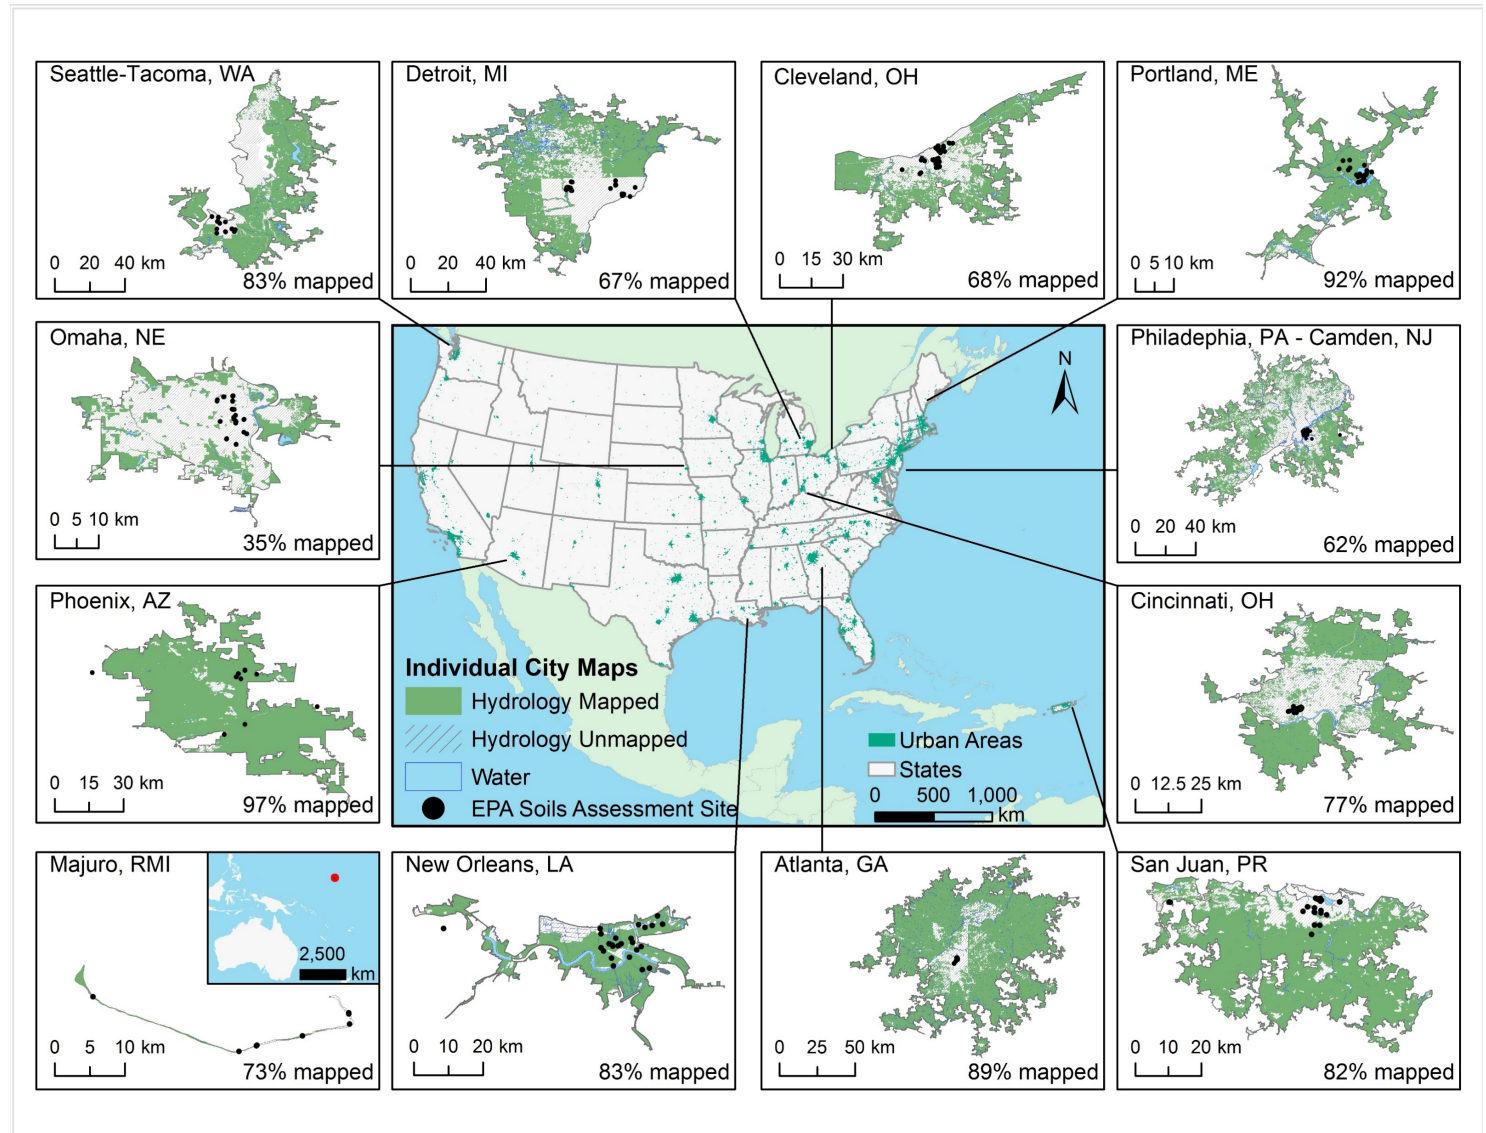 Seattle-Tacoma, WA
0 20 40 km
83% mapped
Detroit, MI
0 20 40 km
67% mapped
Cleveland, OH
0 15 30 km
68% mapped
Portland, ME
0 5 10 km
92% mapped
Omaha, NE
0 5 10 km
35% mapped
N
Individual City Maps
Hydrology Mapped
Hydrology Unmapped
Water
EPA Soils Assessment Site
Urban Areas
States
0 500 1,000
km
Philadephia, PA - Camden, NJ
0 20 40 km
62% mapped
Phoenix, AZ
0 15 30 km
97% mapped
Cincinnati, OH
0 12.5 25 km
77% mapped
Majuro, RMI
2,500
km
0 5 10 km
73% mapped
New Orleans, LA
0 10 20 km
83% mapped
Atlanta, GA
0 25 50 km
89% mapped
San Juan, PR
0 10 20 km
82% mapped